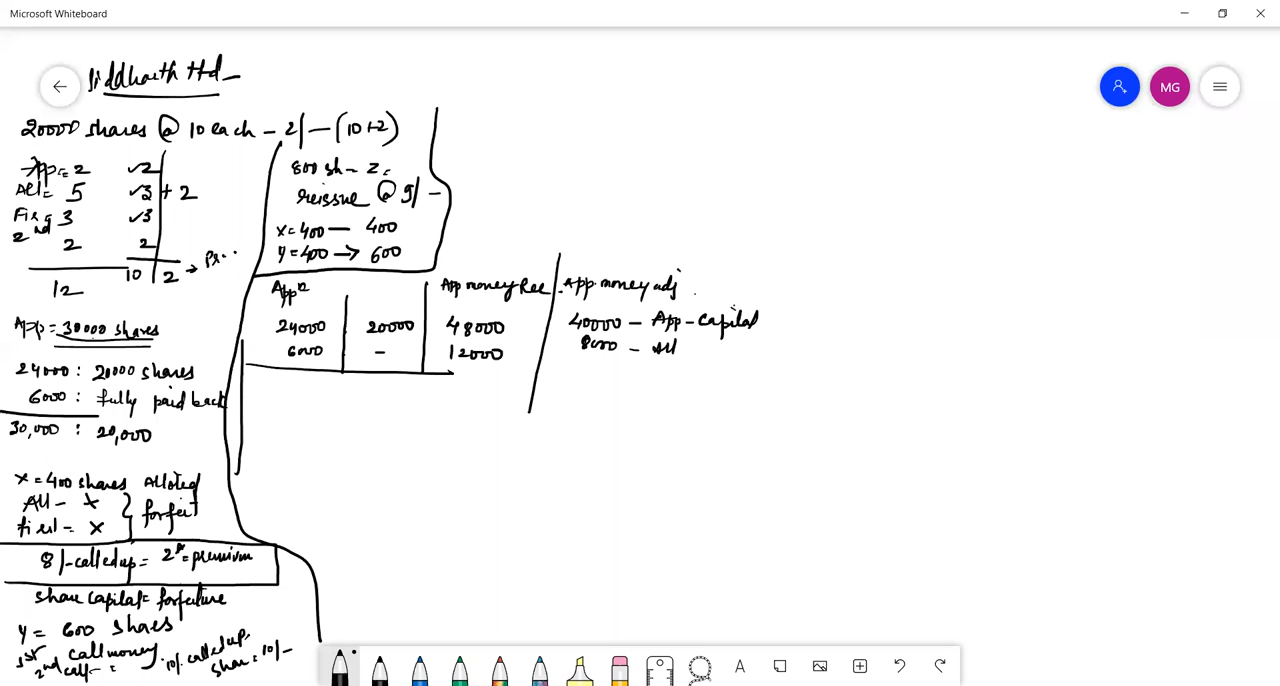 Microsoft Whiteboard
MG
Siddharth ltd
20000 shares @ 10 each - 2/- (10+2)
App = 2 ✓2
All = 5 ✓3 + 2
Firs = 3 ✓3
2nd 2 2
12 10 2 →
800 sh - 2
reissue @ 9/-
X = 400 — 400
Y = 400 → 600
App = 30000 shares
24000 : 20000 shares
6000 : fully paid back
30,000 : 20,000
App App money Rec App. money adj
24000 20000 48000 40000 - App - Capital
6000 - 12000 8000 - All
X = 400 shares Alloted
All - X } forfeit
first = X
8/- called up = 2 = premium
share capital = forfeiture
Y = 600 shares
1st call money 10/- called up
2nd call = share = 10/-